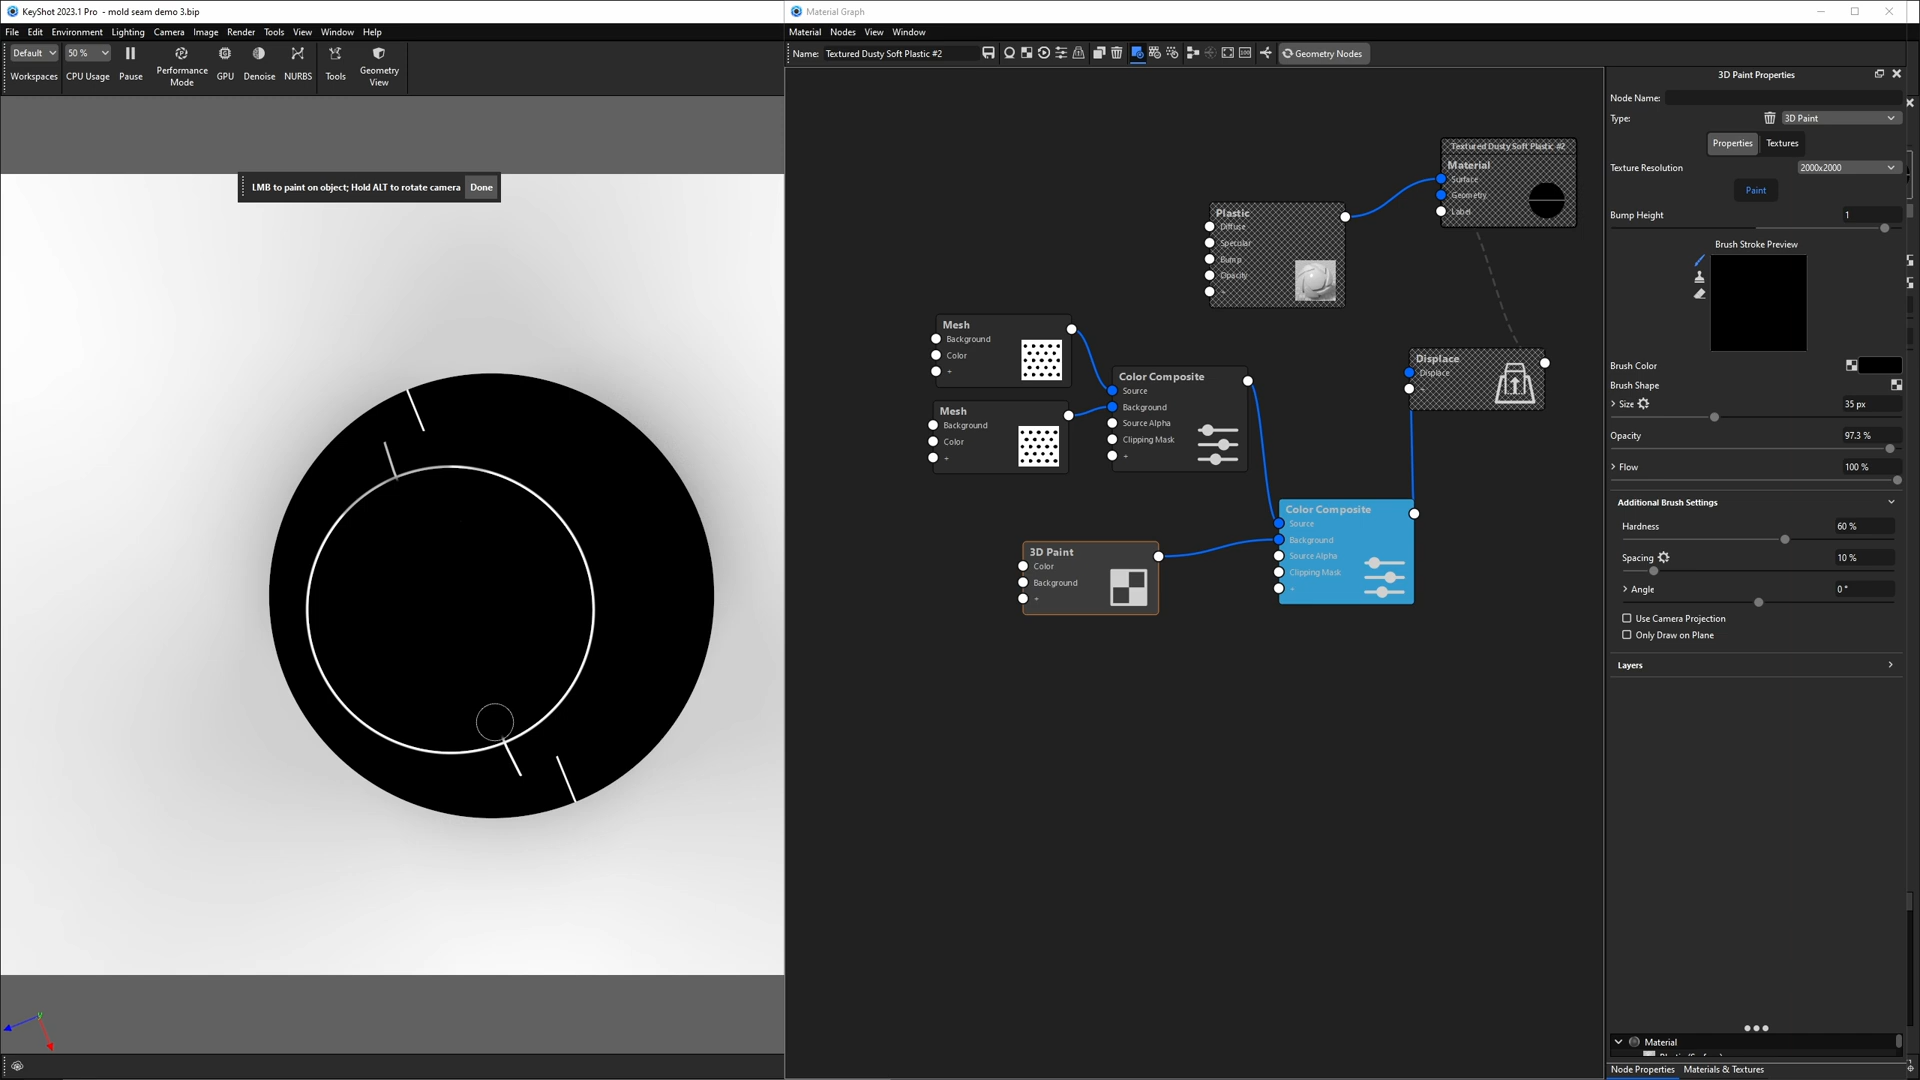 KeyShot 2023.1 Pro - mold seam demo 3.bip
File Edit Environment Lighting Camera Image Render Tools View Window Help
Default 50 %
Workspaces CPU Usage Pause Performance Mode GPU Denoise NURBS Tools Geometry View
LMB to paint on object; Hold ALT to rotate camera Done
y
Material Graph
Material Nodes View Window
Name: Textured Dusty Soft Plastic #2
Geometry Nodes
Textured Dusty Soft Plastic #2
Material
Surface
Geometry
Label
Plastic
Diffuse
Specular
Bump
Opacity
+
Mesh
Background
Color
+
Mesh
Background
Color
+
Color Composite
Source
Background
Source Alpha
Clipping Mask
+
Displace
Displace
+
Color Composite
Source
Background
Source Alpha
Clipping Mask
+
3D Paint
Color
Background
+
3D Paint Properties
Node Name:
Type: 3D Paint
Properties Textures
Texture Resolution 2000x2000
Paint
Bump Height 1
Brush Stroke Preview
Brush Color
Brush Shape
Size 35 px
Opacity 97.3 %
Flow 100 %
Additional Brush Settings
Hardness 60 %
Spacing 10 %
Angle 0 °
Use Camera Projection
Only Draw on Plane
Layers
Material
Node Properties Materials & Textures